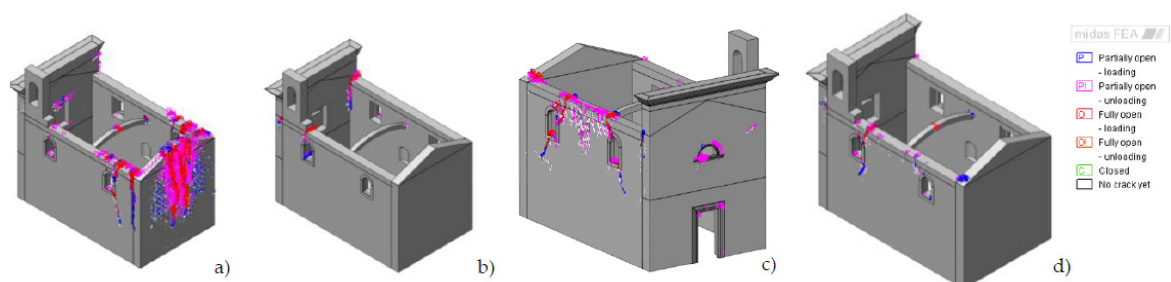 midas FEA
P Partially open
- loading
P! Partially open
- unloading
O Fully open
- loading
O! Fully open
- unloading
C Closed
No crack yet
a)
b)
c)
d)